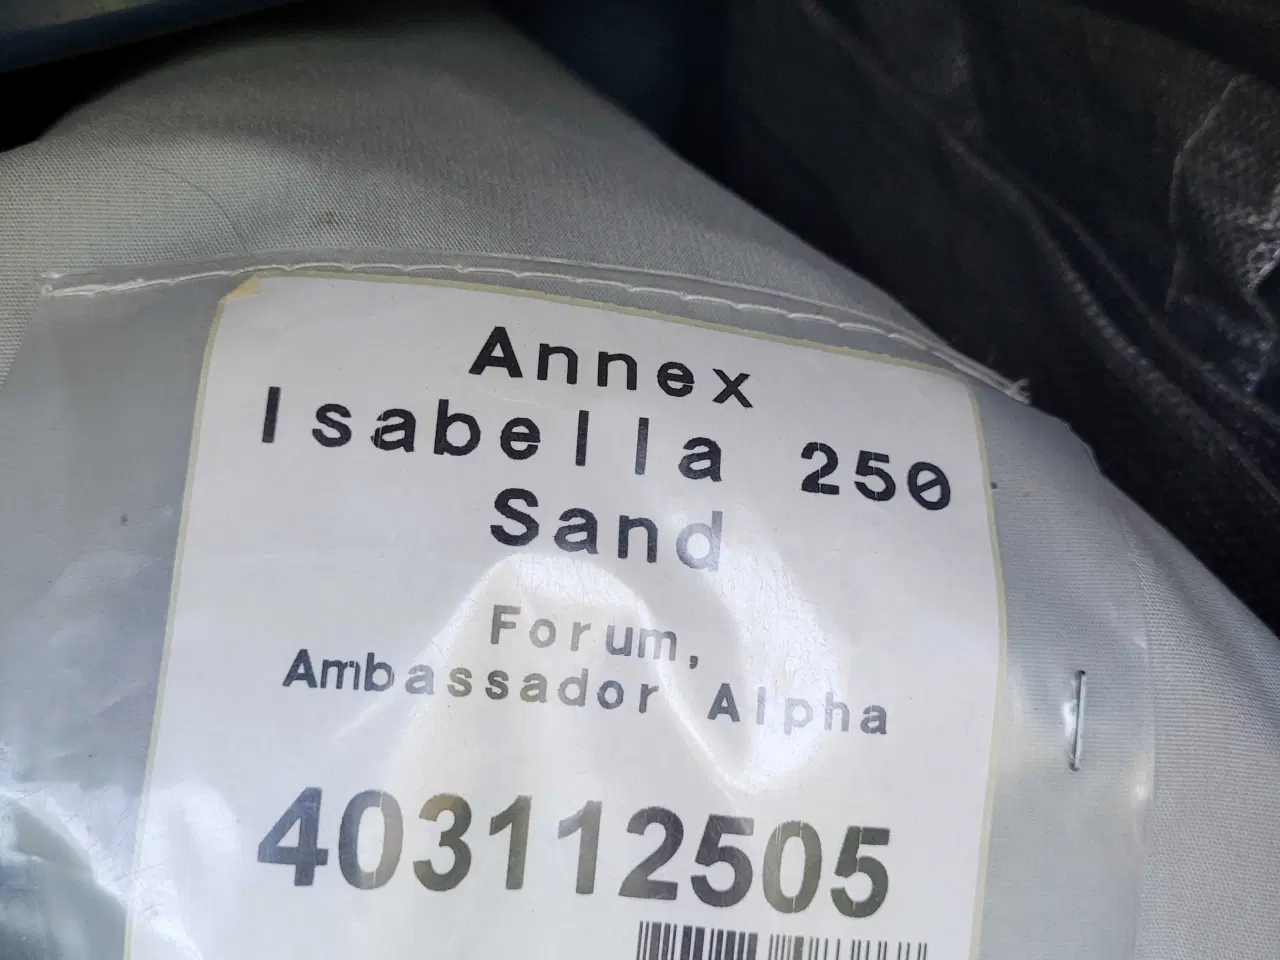 Annex
Isabella 250
Sand
Forum,
Ambassador Alpha
403112505